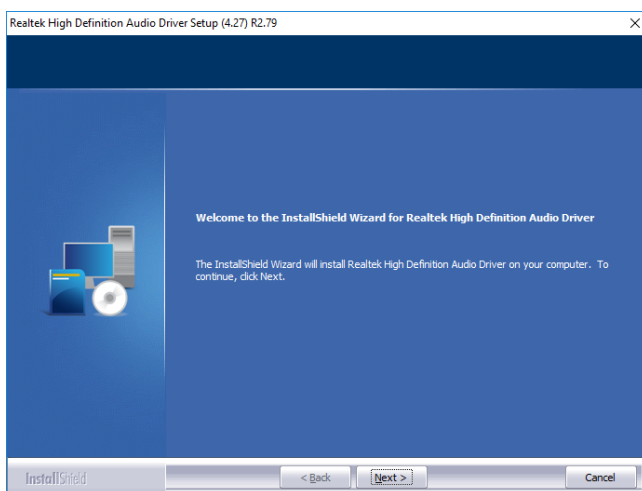 Realtek High Definition Audio Driver Setup (4.27) R2.79
Welcome to the InstallShield Wizard for Realtek High Definition Audio Driver
The InstallShield Wizard will install Realtek High Definition Audio Driver on your computer. To
continue, click Next.
InstallShield
< Back
Next >
Cancel